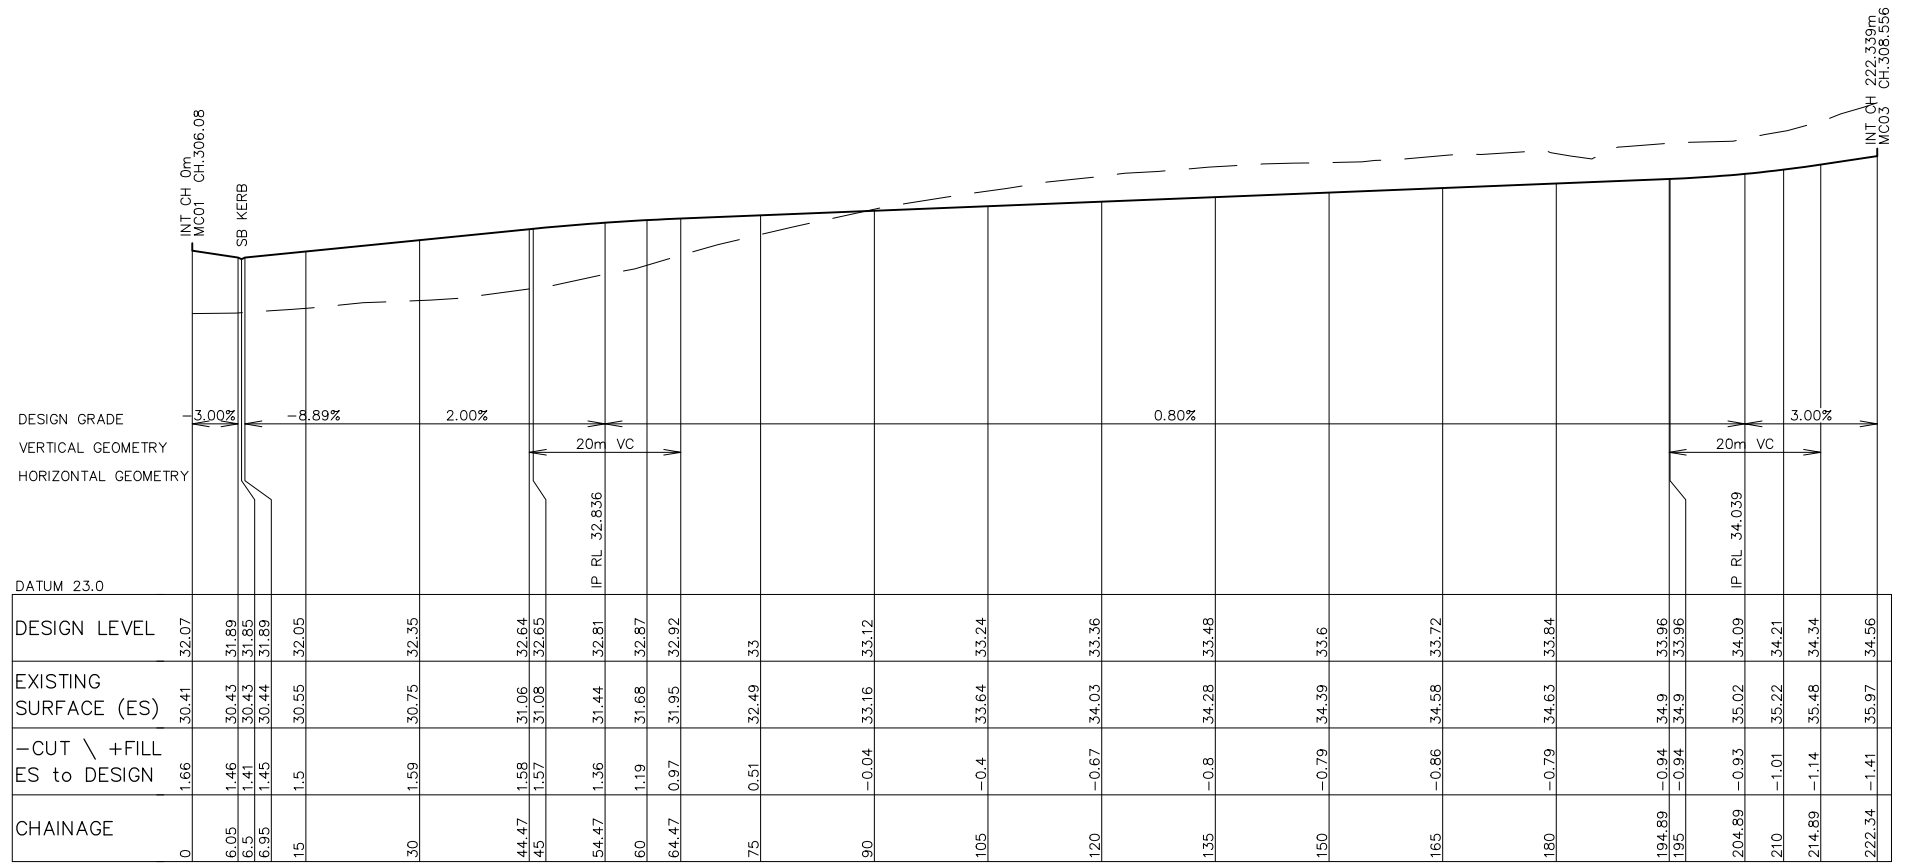 INT CH 0m
MC01 CH.306.08
SB KERB
INT CH 222.339m
MC03 CH.308.556
DESIGN GRADE -3.00% -8.89% 2.00% 0.80% 3.00%
VERTICAL GEOMETRY 20m VC 20m VC
HORIZONTAL GEOMETRY
IP RL 32.836
IP RL 34.039
DATUM 23.0
DESIGN LEVEL 32.07 31.89 31.85 31.89 32.05 32.35 32.64 32.65 32.81 32.87 32.92 33 33.12 33.24 33.36 33.48 33.6 33.72 33.84 33.96 33.96 34.09 34.21 34.34 34.56
EXISTING
SURFACE (ES) 30.41 30.43 30.43 30.44 30.55 30.75 31.06 31.08 31.44 31.68 31.95 32.49 33.16 33.64 34.03 34.28 34.39 34.58 34.63 34.9 34.9 35.02 35.22 35.48 35.97
-CUT \ +FILL
ES to DESIGN 1.66 1.46 1.41 1.45 1.5 1.59 1.58 1.57 1.36 1.19 0.97 0.51 -0.04 -0.4 -0.67 -0.8 -0.79 -0.86 -0.79 -0.94 -0.94 -0.93 -1.01 -1.14 -1.41
CHAINAGE 0 6.05 6.5 6.95 15 30 44.47 45 54.47 60 64.47 75 90 105 120 135 150 165 180 194.89 195 204.89 210 214.89 222.34